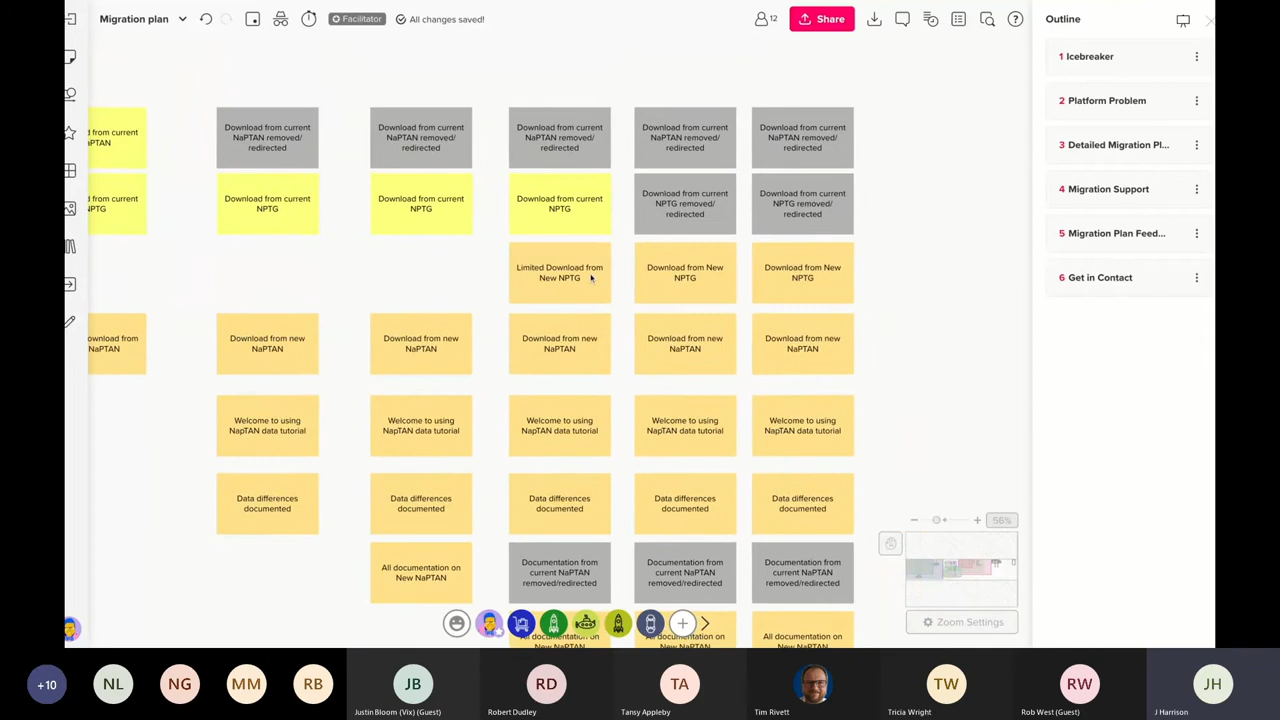 Migration plan
Facilitator
All changes saved!
12
Share
Outline
1 Icebreaker
2 Platform Problem
3 Detailed Migration Pl...
4 Migration Support
5 Migration Plan Feed...
6 Get in Contact
d from current
NaPTAN
Download from current
NaPTAN removed/
redirected
Download from current
NaPTAN removed/
redirected
Download from current
NaPTAN removed/
redirected
Download from current
NaPTAN removed/
redirected
Download from current
NaPTAN removed/
redirected
d from current
NPTG
Download from current
NPTG
Download from current
NPTG
Download from current
NPTG
Download from current
NPTG removed/
redirected
Download from current
NPTG removed/
redirected
Limited Download from
New NPTG
Download from New
NPTG
Download from New
NPTG
ownload from
NaPTAN
Download from new
NaPTAN
Download from new
NaPTAN
Download from new
NaPTAN
Download from new
NaPTAN
Download from new
NaPTAN
Welcome to using
NapTAN data tutorial
Welcome to using
NapTAN data tutorial
Welcome to using
NapTAN data tutorial
Welcome to using
NapTAN data tutorial
Welcome to using
NapTAN data tutorial
Data differences
documented
Data differences
documented
Data differences
documented
Data differences
documented
Data differences
documented
All documentation on
New NaPTAN
Documentation from
current NaPTAN
removed/redirected
Documentation from
current NaPTAN
removed/redirected
Documentation from
current NaPTAN
removed/redirected
All documentation on
New NaPTAN
All documentation on
New NaPTAN
All documentation on
New NaPTAN
56%
Zoom Settings
+10
NL
NG
MM
RB
JB
Justin Bloom (Vix) (Guest)
RD
Robert Dudley
TA
Tansy Appleby
Tim Rivett
TW
Tricia Wright
RW
Rob West (Guest)
JH
J Harrison